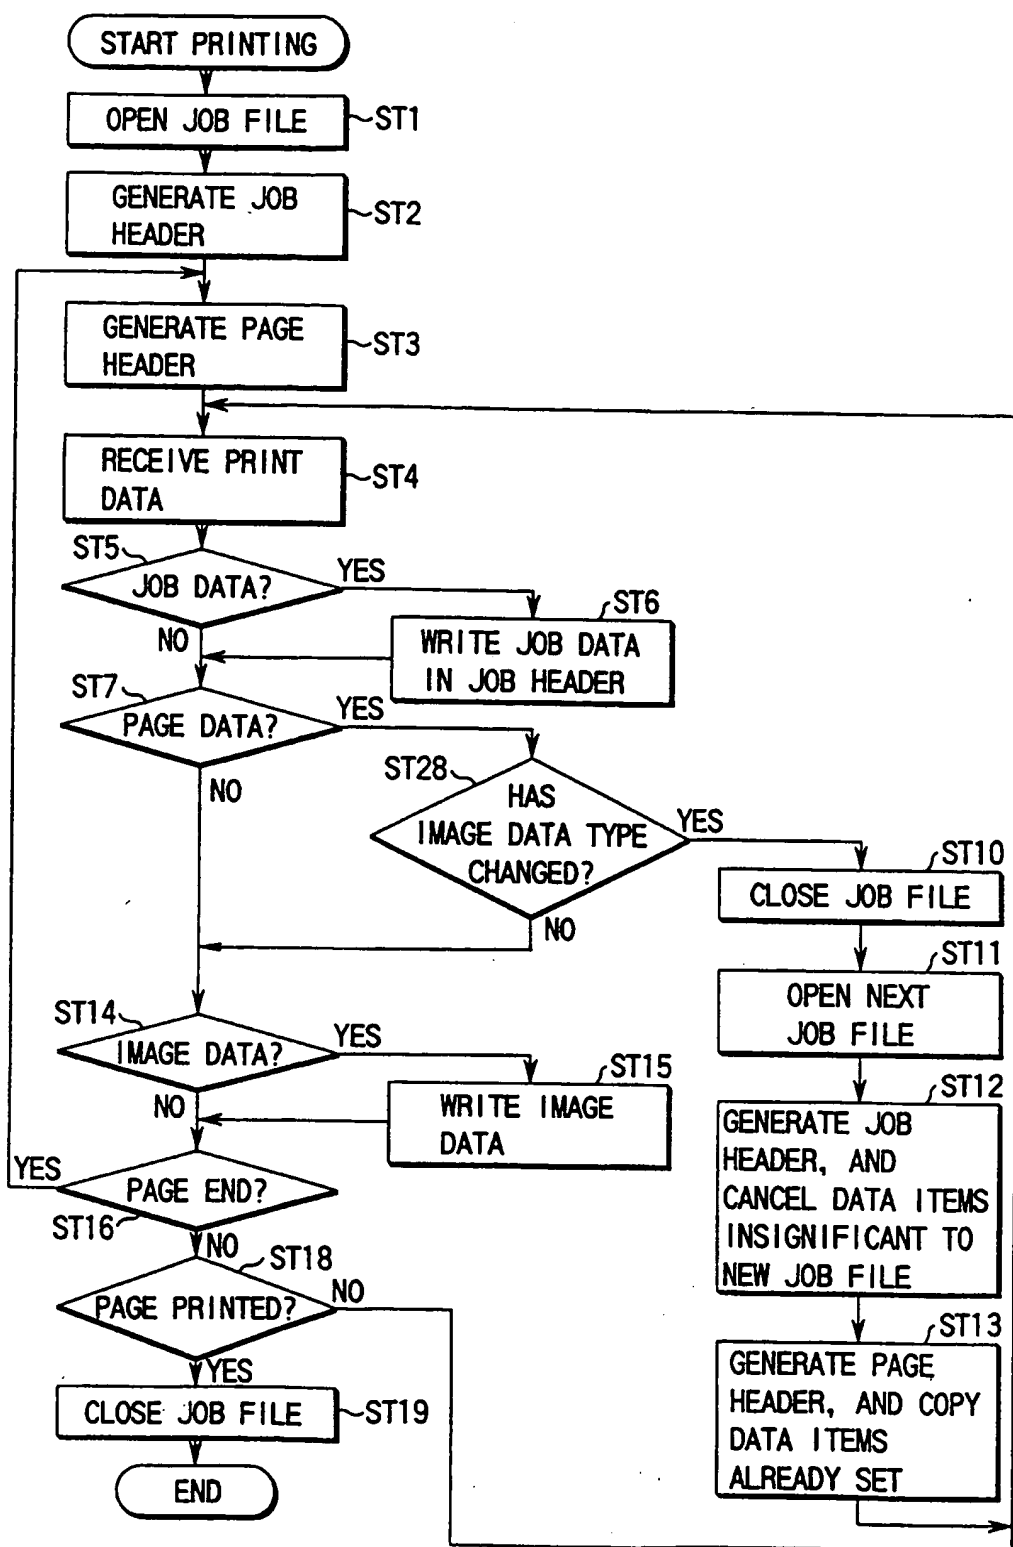 START PRINTING
OPEN JOB FILE
ST1
GENERATE JOB
HEADER
ST2
GENERATE PAGE
HEADER
ST3
RECEIVE PRINT
DATA
ST4
ST5
JOB DATA?
YES
NO
ST6
WRITE JOB DATA
IN JOB HEADER
ST7
PAGE DATA?
YES
NO
ST28
HAS
IMAGE DATA TYPE
CHANGED?
YES
NO
ST10
CLOSE JOB FILE
ST11
OPEN NEXT
JOB FILE
ST12
GENERATE JOB
HEADER, AND
CANCEL DATA ITEMS
INSIGNIFICANT TO
NEW JOB FILE
ST13
GENERATE PAGE
HEADER, AND COPY
DATA ITEMS
ALREADY SET
ST14
IMAGE DATA?
YES
NO
ST15
WRITE IMAGE
DATA
YES
PAGE END?
ST16
NO
ST18
PAGE PRINTED?
NO
YES
CLOSE JOB FILE
ST19
END